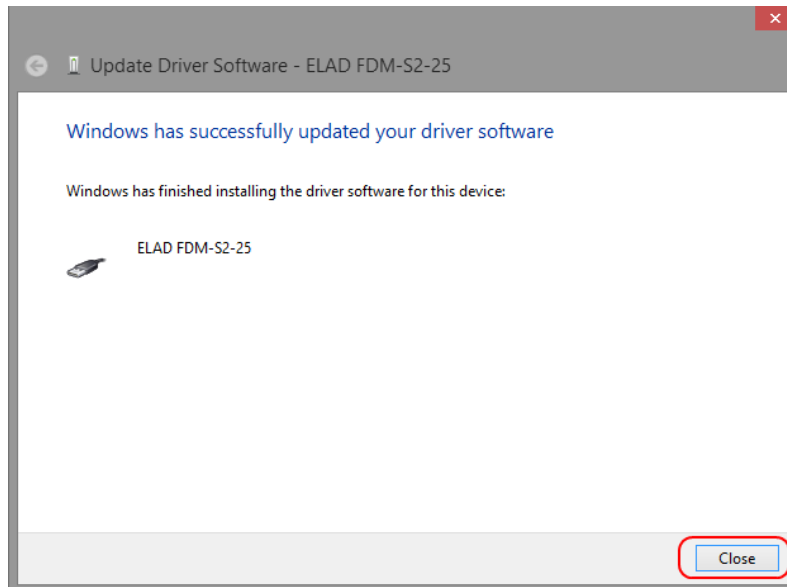 Update Driver Software - ELAD FDM-S2-25
Windows has successfully updated your driver software
Windows has finished installing the driver software for this device:
ELAD FDM-S2-25
Close